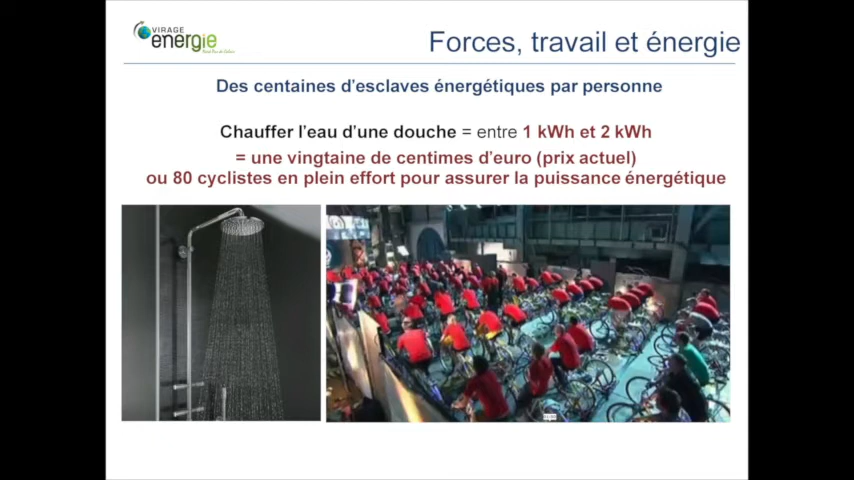 VIRAGE
énergie
Forces, travail et énergie
Des centaines d'esclaves énergétiques par personne
Chauffer l'eau d'une douche = entre 1 kWh et 2 kWh
= une vingtaine de centimes d'euro (prix actuel)
ou 80 cyclistes en plein effort pour assurer la puissance énergétique